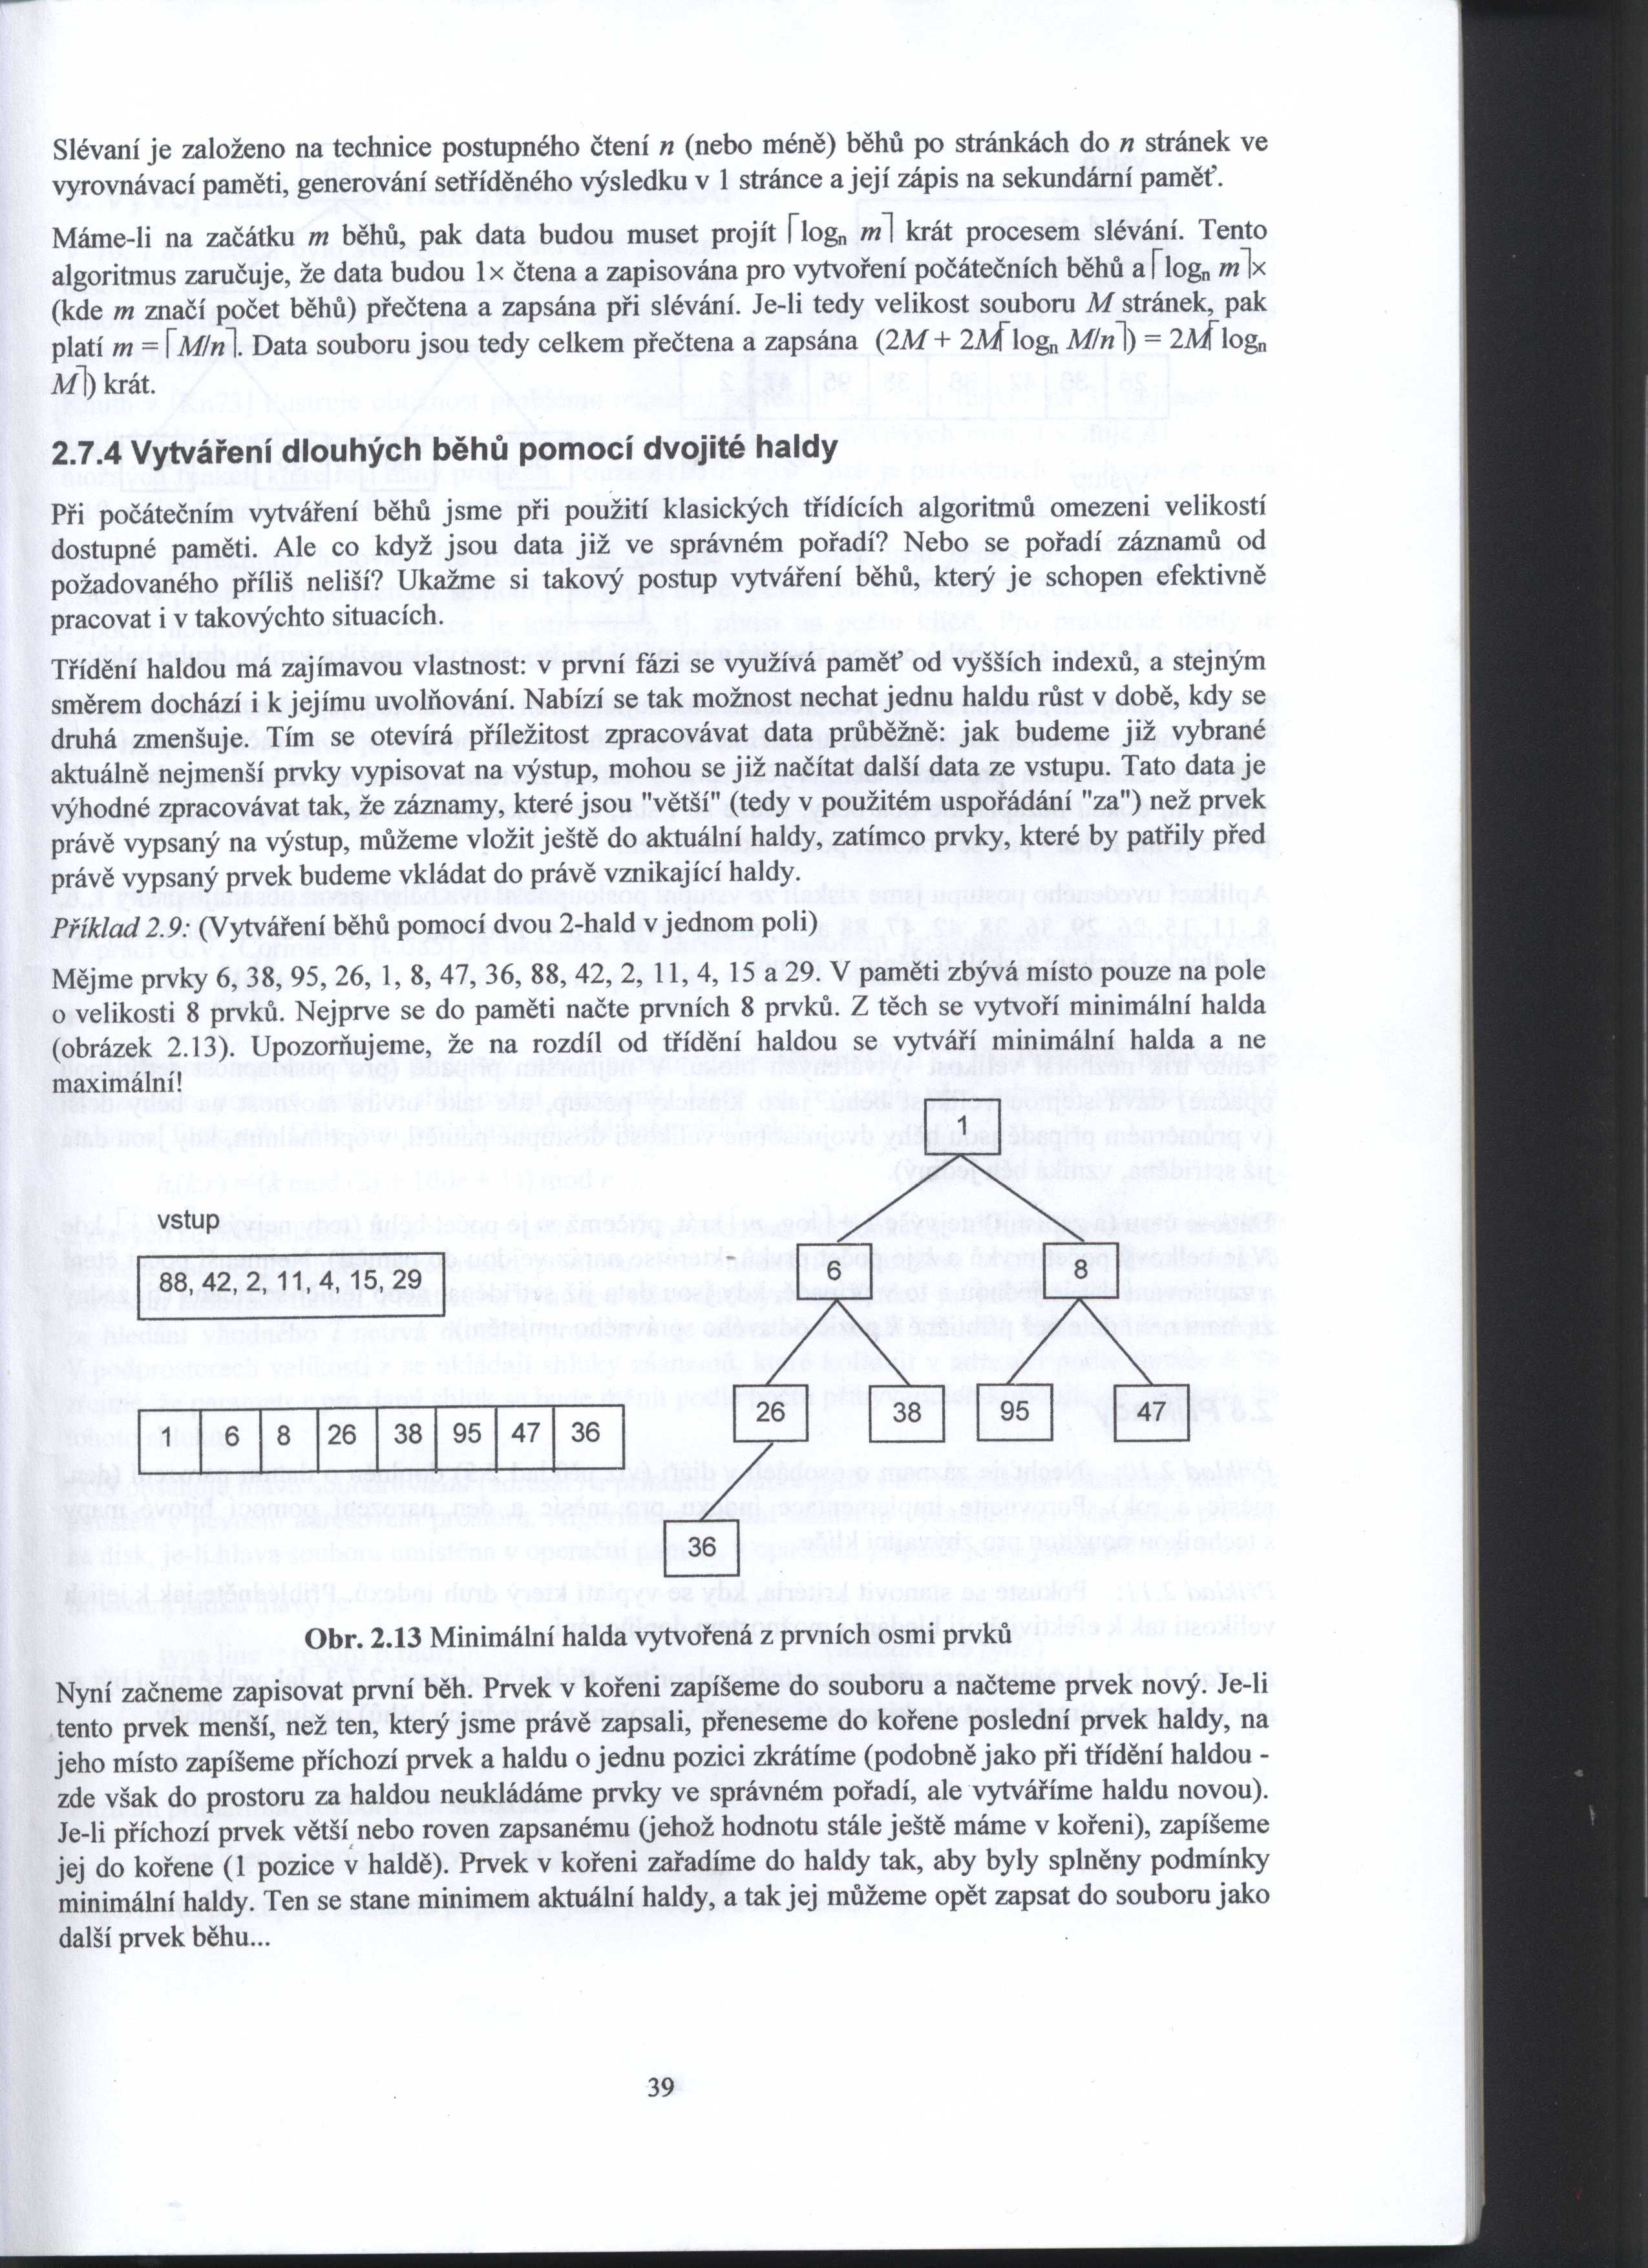 Slévaní je založeno na technice postupného čtení n (nebo méně) běhů po stránkách do n stránek ve
vyrovnávací paměti, generování setříděného výsledku v 1 stránce a její zápis na sekundární paměť.
Máme-li na začátku m běhů, pak data budou muset projít ⌈logₙ m⌉ krát procesem slévání. Tento
algoritmus zaručuje, že data budou 1× čtena a zapisována pro vytvoření počátečních běhů a ⌈logₙ m⌉×
(kde m značí počet běhů) přečtena a zapsána při slévání. Je-li tedy velikost souboru M stránek, pak
platí m = ⌈ M/n ⌉. Data souboru jsou tedy celkem přečtena a zapsána (2M + 2M⌈ logₙ M/n ⌉) = 2M⌈ logₙ
M⌉) krát.
2.7.4 Vytváření dlouhých běhů pomocí dvojité haldy
Při počátečním vytváření běhů jsme při použití klasických třídících algoritmů omezeni velikostí
dostupné paměti. Ale co když jsou data již ve správném pořadí? Nebo se pořadí záznamů od
požadovaného příliš neliší? Ukažme si takový postup vytváření běhů, který je schopen efektivně
pracovat i v takovýchto situacích.
Třídění haldou má zajímavou vlastnost: v první fázi se využívá paměť od vyšších indexů, a stejným
směrem dochází i k jejímu uvolňování. Nabízí se tak možnost nechat jednu haldu růst v době, kdy se
druhá zmenšuje. Tím se otevírá příležitost zpracovávat data průběžně: jak budeme již vybrané
aktuálně nejmenší prvky vypisovat na výstup, mohou se již načítat další data ze vstupu. Tato data je
výhodné zpracovávat tak, že záznamy, které jsou "větší" (tedy v použitém uspořádání "za") než prvek
právě vypsaný na výstup, můžeme vložit ještě do aktuální haldy, zatímco prvky, které by patřily před
právě vypsaný prvek budeme vkládat do právě vznikající haldy.
Příklad 2.9: (Vytváření běhů pomocí dvou 2-hald v jednom poli)
Mějme prvky 6, 38, 95, 26, 1, 8, 47, 36, 88, 42, 2, 11, 4, 15 a 29. V paměti zbývá místo pouze na pole
o velikosti 8 prvků. Nejprve se do paměti načte prvních 8 prvků. Z těch se vytvoří minimální halda
(obrázek 2.13). Upozorňujeme, že na rozdíl od třídění haldou se vytváří minimální halda a ne
maximální!
1
vstup
6 8
88, 42, 2, 11, 4, 15, 29
26 38 95 47
1 6 8 26 38 95 47 36
36
Obr. 2.13 Minimální halda vytvořená z prvních osmi prvků
Nyní začneme zapisovat první běh. Prvek v kořeni zapíšeme do souboru a načteme prvek nový. Je-li
tento prvek menší, než ten, který jsme právě zapsali, přeneseme do kořene poslední prvek haldy, na
jeho místo zapíšeme příchozí prvek a haldu o jednu pozici zkrátíme (podobně jako při třídění haldou -
zde však do prostoru za haldou neukládáme prvky ve správném pořadí, ale vytváříme haldu novou).
Je-li příchozí prvek větší nebo roven zapsanému (jehož hodnotu stále ještě máme v kořeni), zapíšeme
jej do kořene (1 pozice v haldě). Prvek v kořeni zařadíme do haldy tak, aby byly splněny podmínky
minimální haldy. Ten se stane minimem aktuální haldy, a tak jej můžeme opět zapsat do souboru jako
další prvek běhu...
39